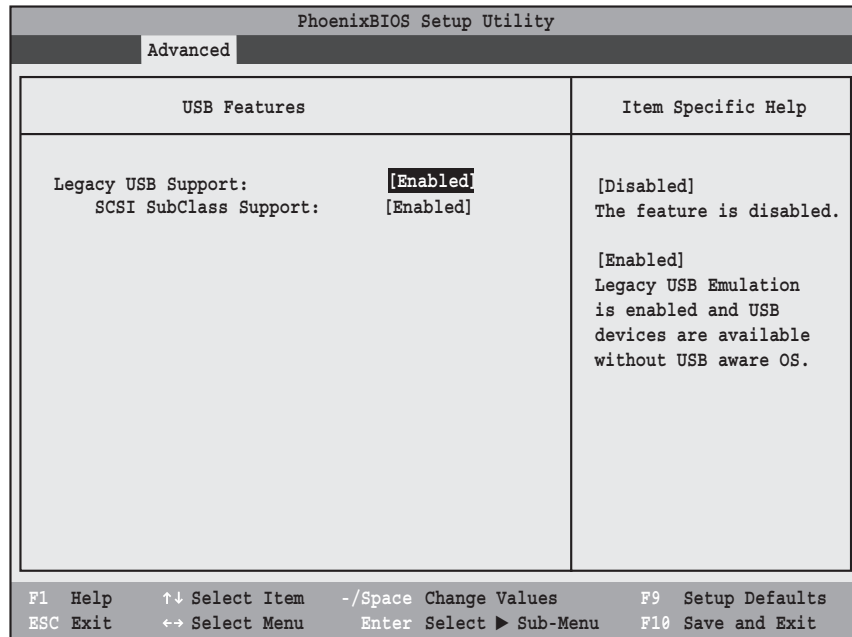 PhoenixBIOS Setup Utility
Advanced
USB Features
Legacy USB Support: [Enabled]
SCSI SubClass Support: [Enabled]
Item Specific Help
[Disabled]
The feature is disabled.
[Enabled]
Legacy USB Emulation
is enabled and USB
devices are available
without USB aware OS.
F1 Help ↑↓ Select Item -/Space Change Values F9 Setup Defaults
ESC Exit ←→ Select Menu Enter Select ▶ Sub-Menu F10 Save and Exit